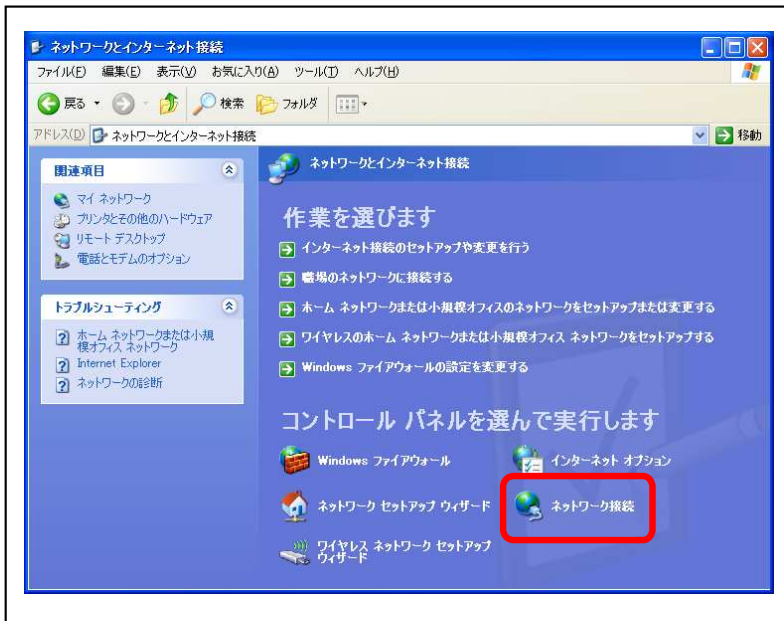 ネットワークとインターネット接続
ファイル(F) 編集(E) 表示(V) お気に入り(A) ツール(T) ヘルプ(H)
戻る 検索 フォルダ
アドレス(D) ネットワークとインターネット接続 移動
関連項目
マイ ネットワーク
プリンタとその他のハードウェア
リモート デスクトップ
電話とモデムのオプション
トラブルシューティング
ホーム ネットワークまたは小規
模オフィス ネットワーク
Internet Explorer
ネットワークの診断
ネットワークとインターネット接続
作業を選びます
インターネット接続のセットアップや変更を行う
職場のネットワークに接続する
ホーム ネットワークまたは小規模オフィスのネットワークをセットアップまたは変更する
ワイヤレスのホーム ネットワークまたは小規模オフィス ネットワークをセットアップする
Windows ファイアウォールの設定を変更する
コントロール パネルを選んで実行します
Windows ファイアウォール インターネット オプション
ネットワーク セットアップ ウィザード ネットワーク接続
ワイヤレス ネットワーク セットアップ
ウィザード